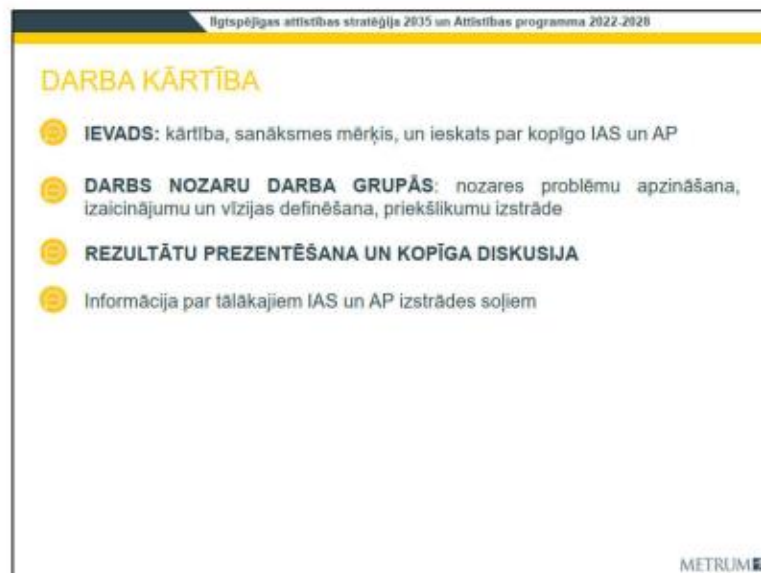 Ilgtspējīgas attīstības stratēģija 2035 un Attīstības programma 2022-2028
DARBA KĀRTĪBA
IEVADS: kārtība, sanāksmes mērķis, un ieskats par kopīgo IAS un AP
DARBS NOZARU DARBA GRUPĀS: nozares problēmu apzināšana,
izaicinājumu un vīzijas definēšana, priekšlikumu izstrāde
REZULTĀTU PREZENTĒŠANA UN KOPĪGA DISKUSIJA
Informācija par tālākajiem IAS un AP izstrādes soļiem
METRUM